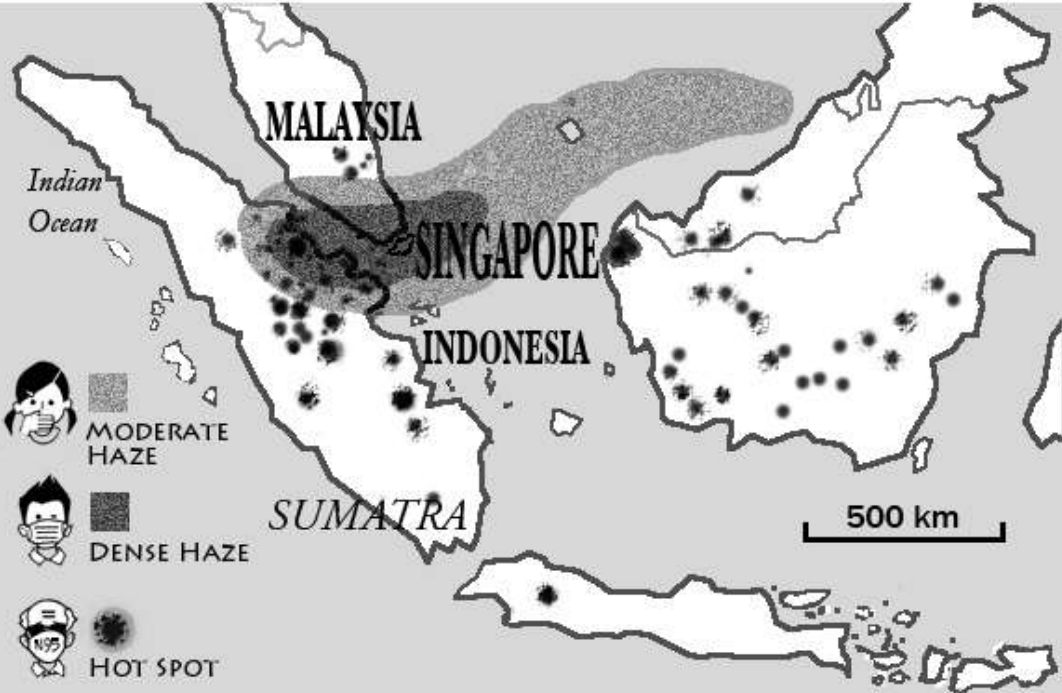 MALAYSIA
Indian
Ocean
SINGAPORE
INDONESIA
MODERATE
HAZE
SUMATRA
500 km
DENSE HAZE
N95
HOT SPOT